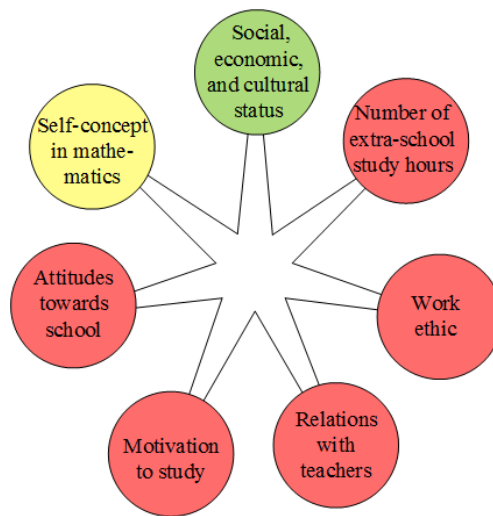 Social,
economic,
and cultural
status
Number of
extra-school
study hours
Work
ethic
Relations
with
teachers
Motivation
to study
Attitudes
towards
school
Self-concept
in mathe-
matics